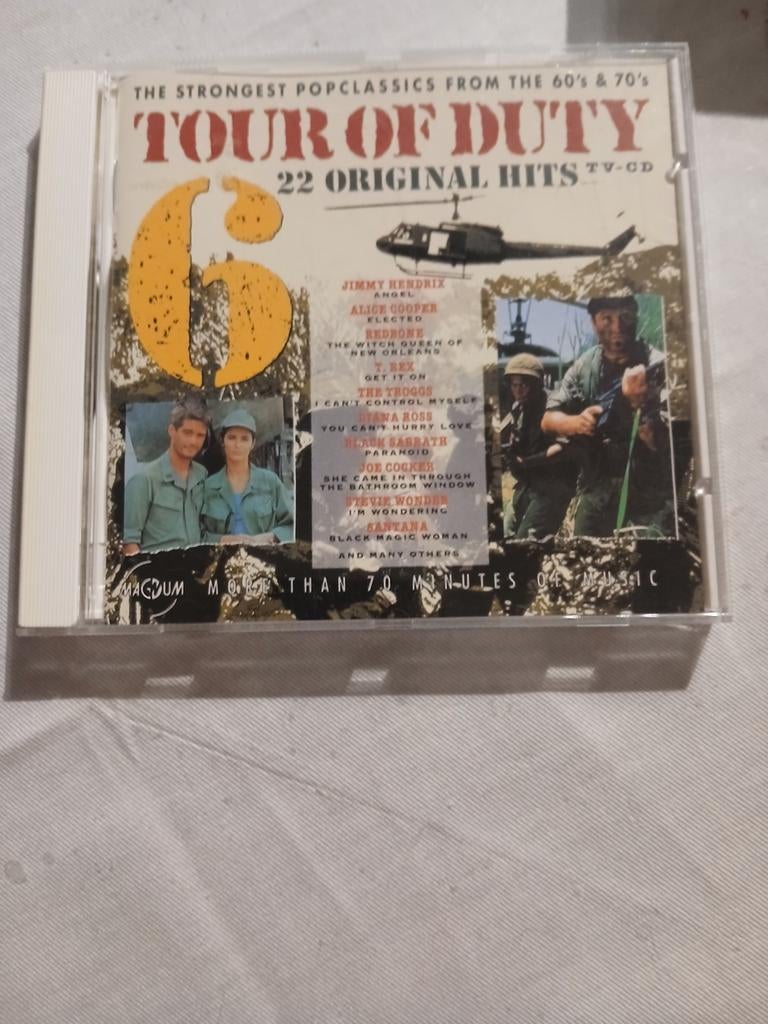 THE STRONGEST POPCLASSICS FROM THE 60's & 70's
TOUR OF DUTY
22 ORIGINAL HITS TV-CD
6
JIMMY HENDRIX
ANGEL
ALICE COOPER
ELECTED
REDBONE
THE WITCH QUEEN OF
NEW ORLEANS
T. REX
GET IT ON
THE TROGGS
I CAN'T CONTROL MYSELF
DIANA ROSS
YOU CAN'T HURRY LOVE
BLACK SABBATH
PARANOID
JOE COCKER
SHE CAME IN THROUGH
THE BATHROOM WINDOW
STEVIE WONDER
I'M WONDERING
SANTANA
BLACK MAGIC WOMAN
AND MANY OTHERS
MAGNUM MORE THAN 70 MINUTES OF MUSIC